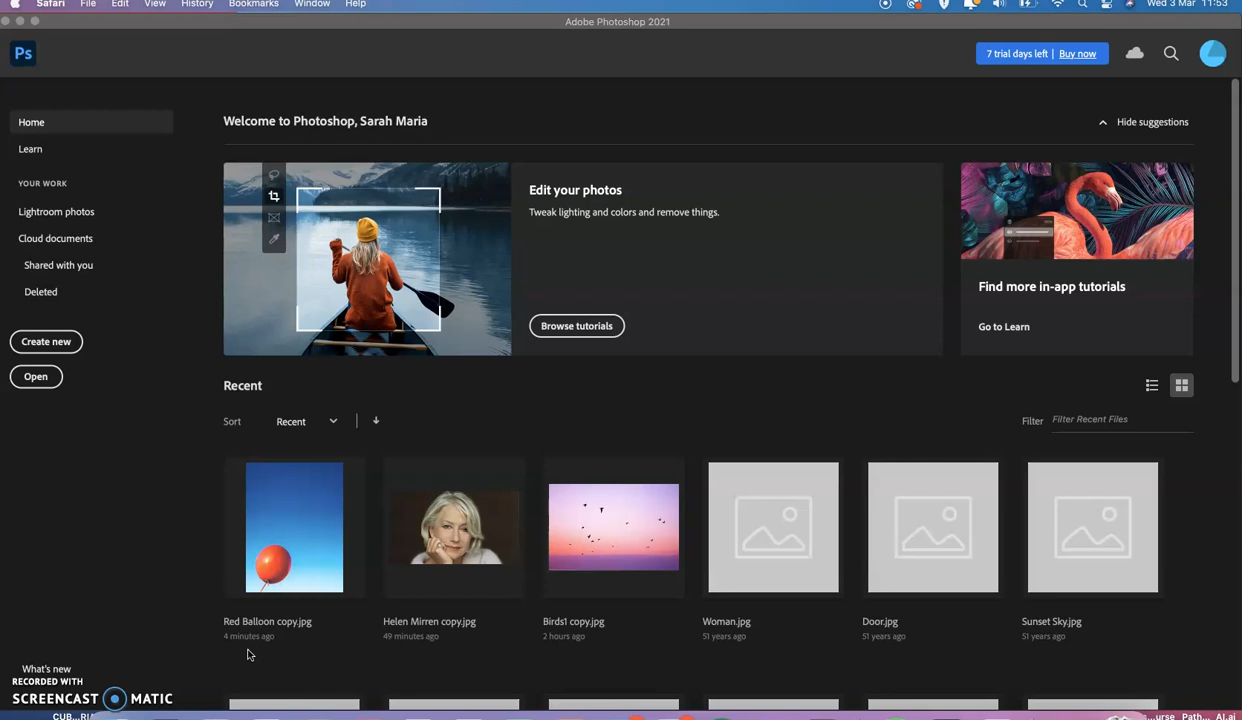 Safari File Edit View History Bookmarks Window Help Wed 3 Mar 11:53
Adobe Photoshop 2021
Ps
7 trial days left | Buy now
Home
Learn
YOUR WORK
Lightroom photos
Cloud documents
Shared with you
Deleted
Create new
Open
Welcome to Photoshop, Sarah Maria
Hide suggestions
Edit your photos
Tweak lighting and colors and remove things.
Browse tutorials
Find more in-app tutorials
Go to Learn
Recent
Sort Recent
Filter Filter Recent Files
Red Balloon copy.jpg
4 minutes ago
Helen Mirren copy.jpg
49 minutes ago
Birds1 copy.jpg
2 hours ago
Woman.jpg
51 years ago
Door.jpg
51 years ago
Sunset Sky.jpg
51 years ago
What's new
RECORDED WITH
SCREENCAST MATIC